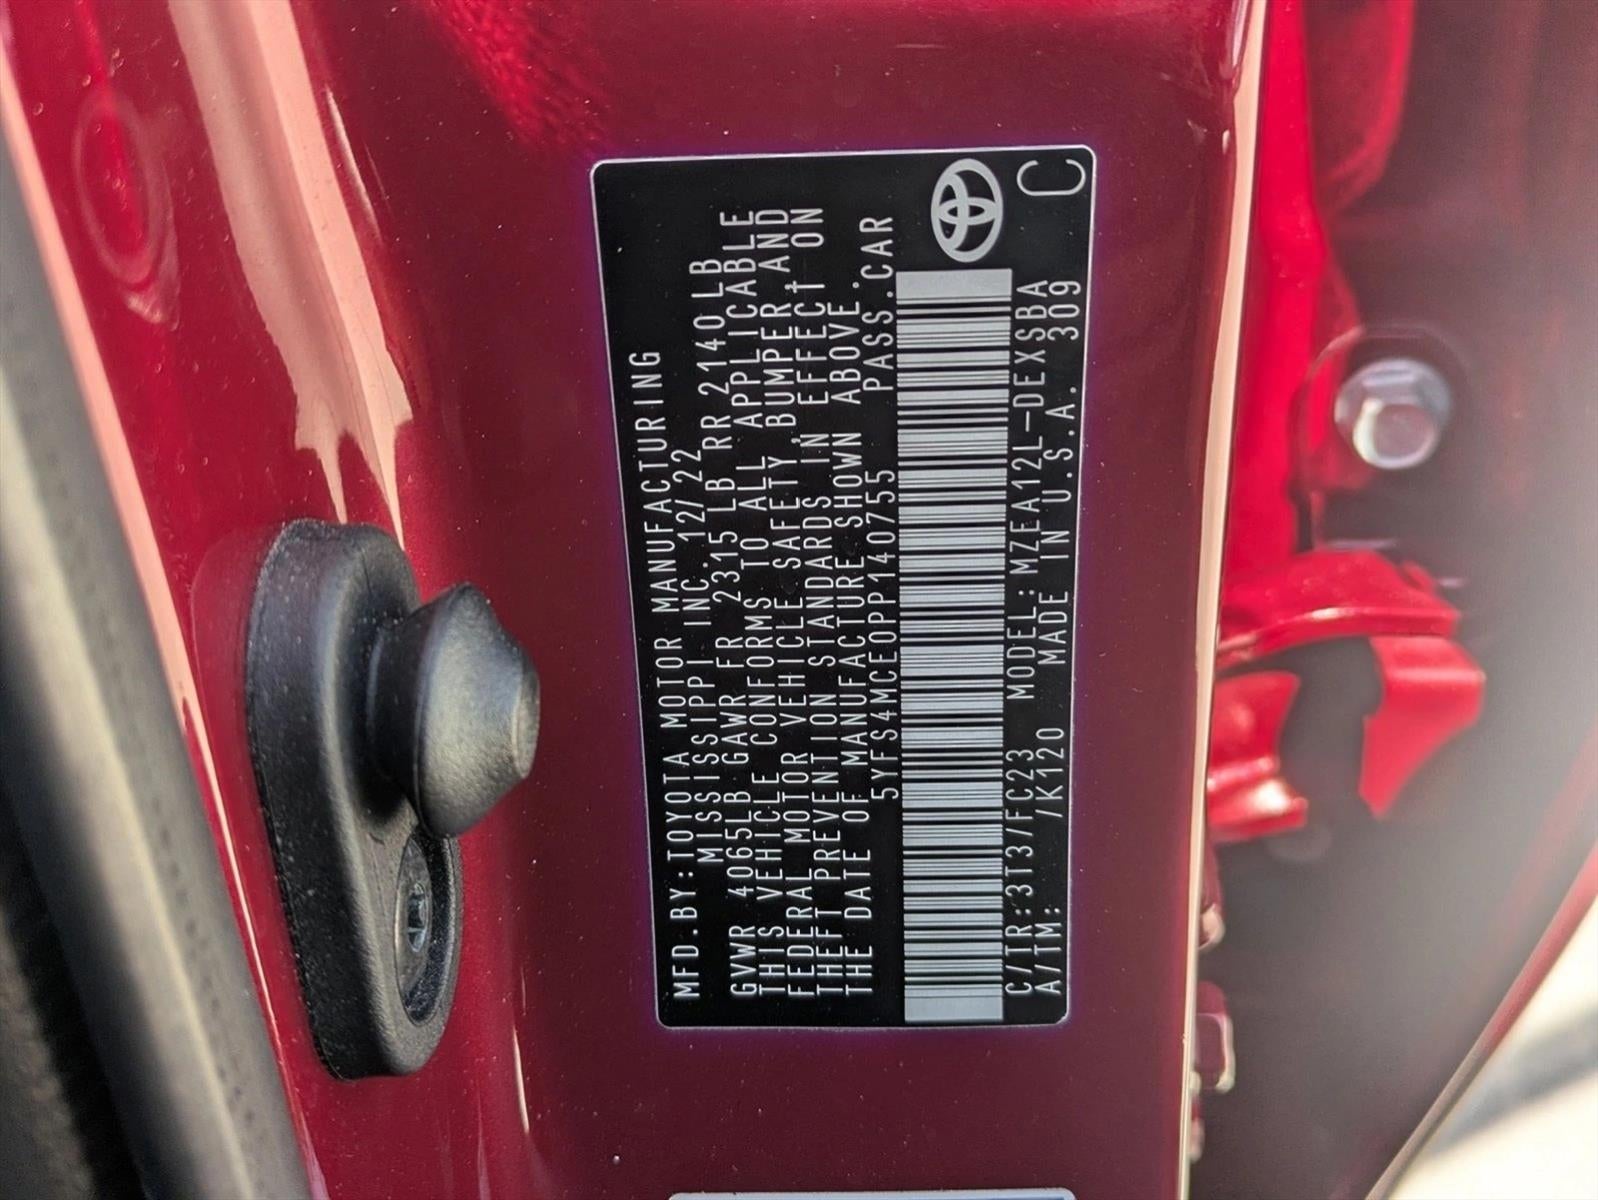 MFD.BY:TOYOTA MOTOR MANUFACTURING
MISSISSIPPI INC.12/22
GVWR 4065LB GAWR FR 2315 LB RR 2140LB
THIS VEHICLE CONFORMS TO ALL APPLICABLE
FEDERAL MOTOR VEHICLE SAFETY,BUMPER,AND
THEFT PREVENTION STANDARDS IN EFFECT ON
THE DATE OF MANUFACTURE SHOWN ABOVE.
5YFS4MCE0PP140755 PASS.CAR
C/TR:3T3/FC23 MODEL:MZEA12L-DEXSBA
A/TM: /K120 MADE IN U.S.A. 309
C